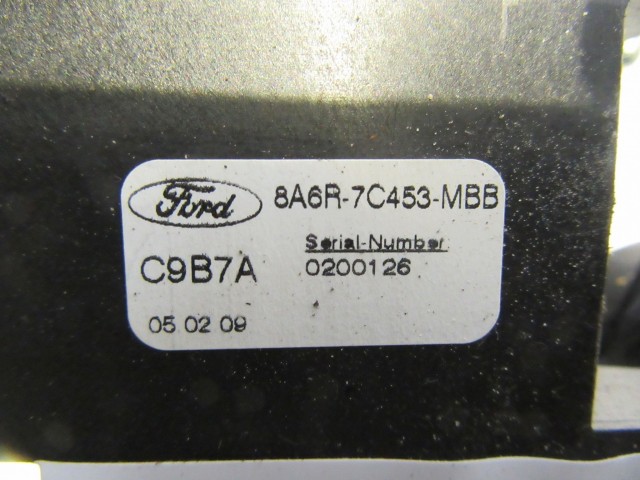 Ford 8A6R-7C453-MBB
Serial-Number
C9B7A 0200126
05 02 09